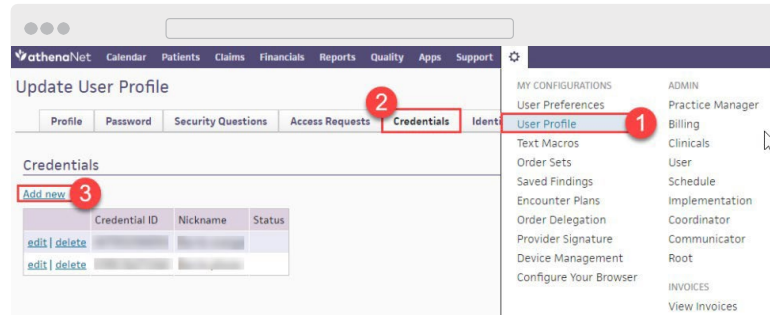 athenaNet Calendar Patients Claims Financials Reports Quality Apps Support
Update User Profile
2
Profile Password Security Questions Access Requests Credentials
Credentials
Add new
3
Credential ID Nickname Status
edit | delete
edit | delete
MY CONFIGURATIONS
User Preferences
User Profile
1
Text Macros
Order Sets
Saved Findings
Encounter Plans
Order Delegation
Provider Signature
Device Management
Configure Your Browser
ADMIN
Practice Manager
Billing
Clinicals
User
Schedule
Implementation
Coordinator
Communicator
Root
INVOICES
View Invoices